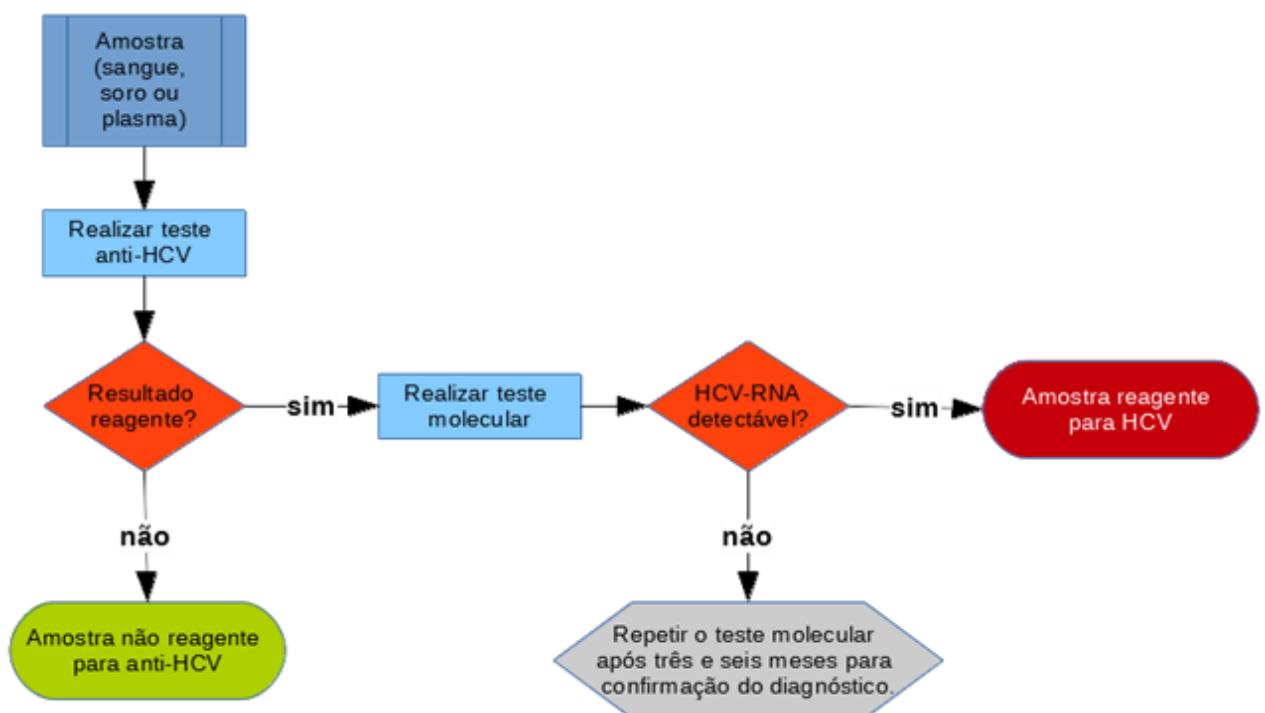 Amostra
(sangue,
soro ou
plasma)
Realizar teste
anti-HCV
Resultado
reagente?
sim
Realizar teste
molecular
HCV-RNA
detectável?
sim
Amostra reagente
para HCV
não
não
Amostra não reagente
para anti-HCV
Repetir o teste molecular
após três e seis meses para
confirmação do diagnóstico.